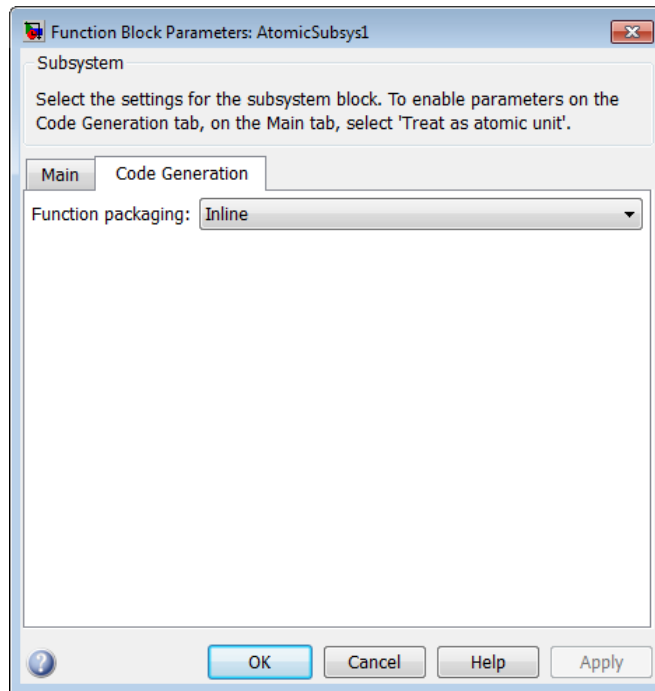 Function Block Parameters: AtomicSubsys1
Subsystem
Select the settings for the subsystem block. To enable parameters on the
Code Generation tab, on the Main tab, select 'Treat as atomic unit'.
Main Code Generation
Function packaging: Inline
? OK Cancel Help Apply